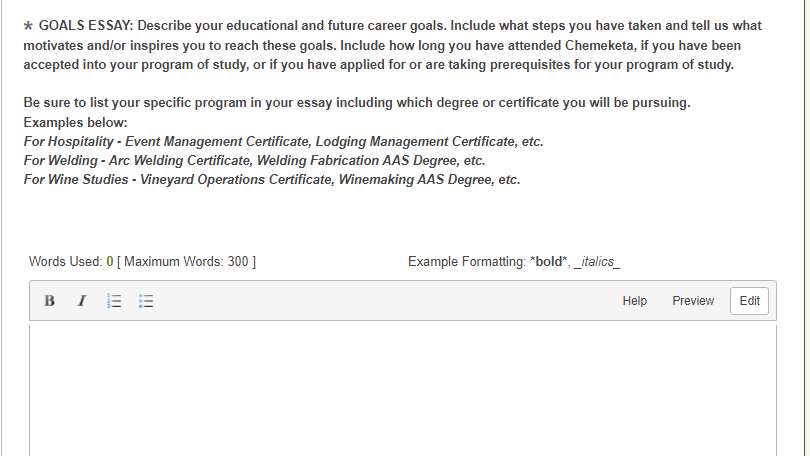 * GOALS ESSAY: Describe your educational and future career goals. Include what steps you have taken and tell us what
motivates and/or inspires you to reach these goals. Include how long you have attended Chemeketa, if you have been
accepted into your program of study, or if you have applied for or are taking prerequisites for your program of study.
Be sure to list your specific program in your essay including which degree or certificate you will be pursuing.
Examples below:
For Hospitality - Event Management Certificate, Lodging Management Certificate, etc.
For Welding - Arc Welding Certificate, Welding Fabrication AAS Degree, etc.
For Wine Studies - Vineyard Operations Certificate, Winemaking AAS Degree, etc.
Words Used: 0 [ Maximum Words: 300 ] Example Formatting: *bold*, _italics_
B I Help Preview Edit